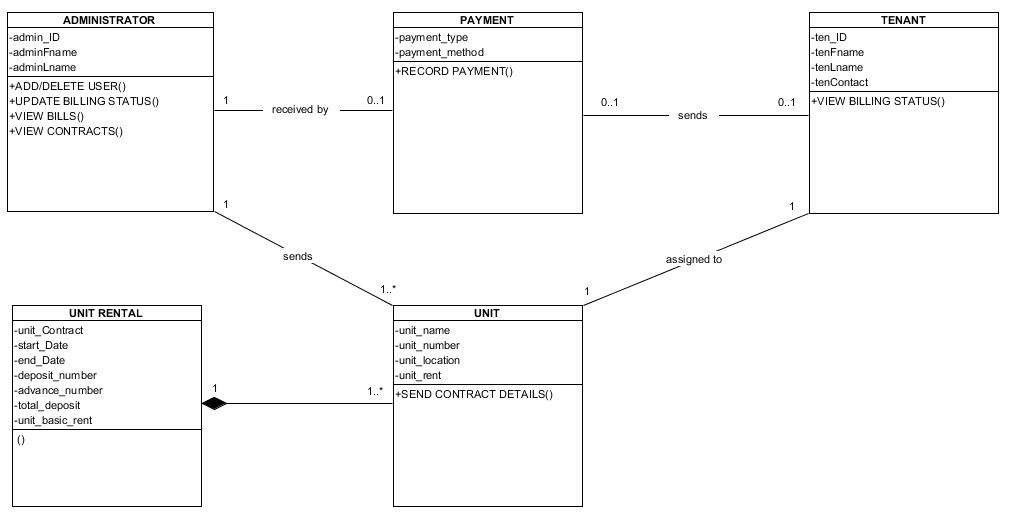 ADMINISTRATOR
-admin_ID
-adminFname
-adminLname
+ADD/DELETE USER()
+UPDATE BILLING STATUS()
+VIEW BILLS()
+VIEW CONTRACTS()
1
received by
0..1
PAYMENT
-payment_type
-payment_method
+RECORD PAYMENT()
0..1
sends
0..1
TENANT
-ten_ID
-tenFname
-tenLname
-tenContact
+VIEW BILLING STATUS()
1
sends
1..*
1
assigned to
1
UNIT RENTAL
-unit_Contract
-start_Date
-end_Date
-deposit_number
-advance_number
-total_deposit
-unit_basic_rent
()
1
1..*
UNIT
-unit_name
-unit_number
-unit_location
-unit_rent
+SEND CONTRACT DETAILS()